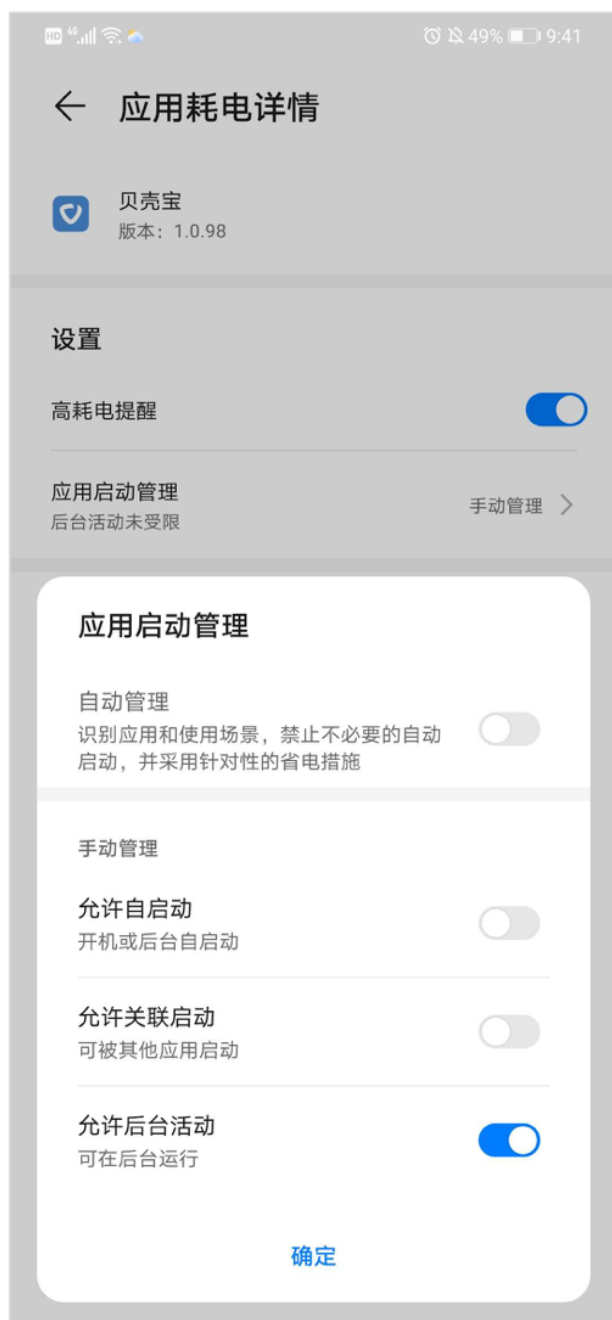 HD 4G 49% 9:41
应用耗电详情
贝壳宝
版本：1.0.98
设置
高耗电提醒
应用启动管理
后台活动未受限
手动管理
应用启动管理
自动管理
识别应用和使用场景，禁止不必要的自动
启动，并采用针对性的省电措施
手动管理
允许自启动
开机或后台自启动
允许关联启动
可被其他应用启动
允许后台活动
可在后台运行
确定